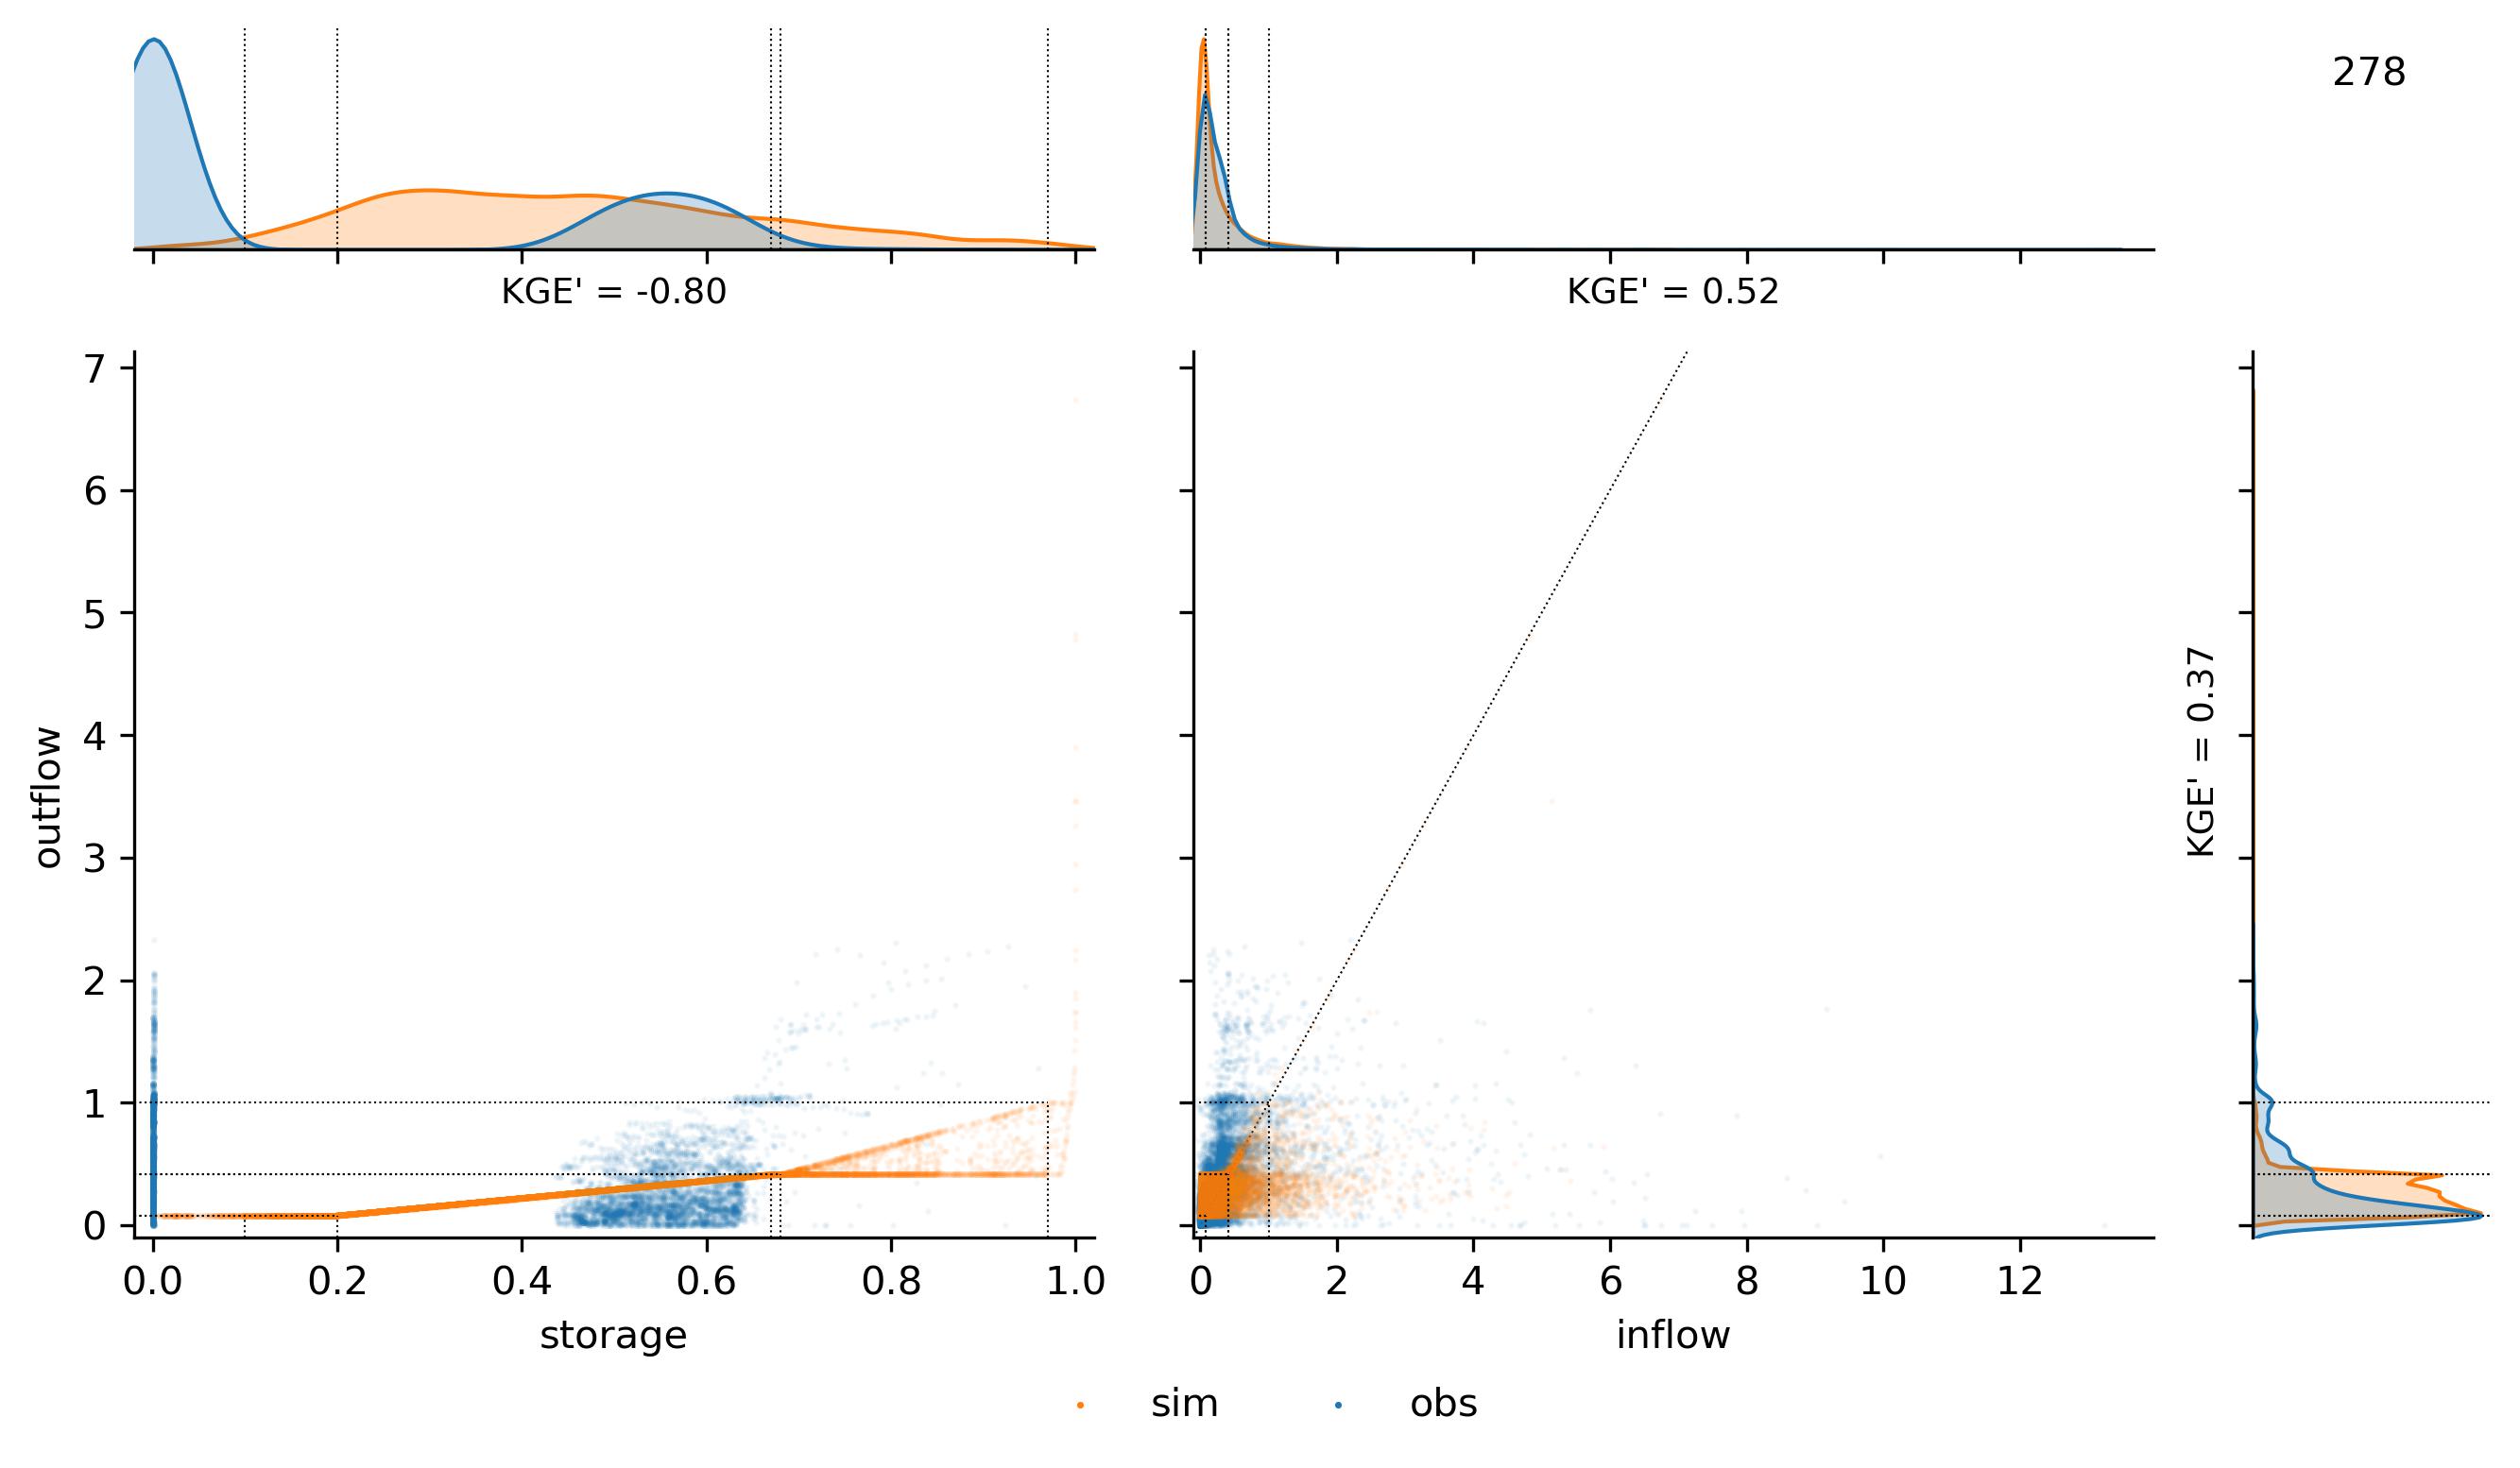 278
KGE' = -0.80
KGE' = 0.52
7
6
5
4
3
2
1
0
outflow
KGE' = 0.37
0.0 0.2 0.4 0.6 0.8 1.0
0 2 4 6 8 10 12
storage
inflow
sim obs